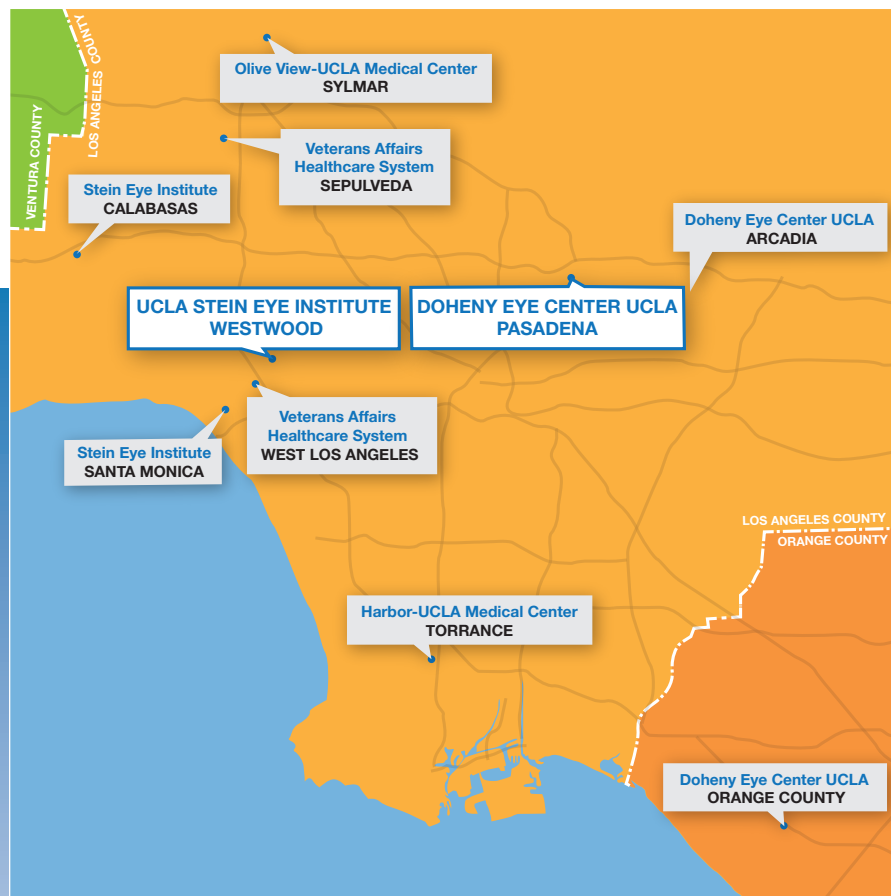 VENTURA COUNTY
LOS ANGELES COUNTY
Olive View-UCLA Medical Center
SYLMAR
Veterans Affairs
Healthcare System
SEPULVEDA
Stein Eye Institute
CALABASAS
Doheny Eye Center UCLA
ARCADIA
UCLA STEIN EYE INSTITUTE
WESTWOOD
DOHENY EYE CENTER UCLA
PASADENA
Veterans Affairs
Healthcare System
WEST LOS ANGELES
Stein Eye Institute
SANTA MONICA
LOS ANGELES COUNTY
ORANGE COUNTY
Harbor-UCLA Medical Center
TORRANCE
Doheny Eye Center UCLA
ORANGE COUNTY